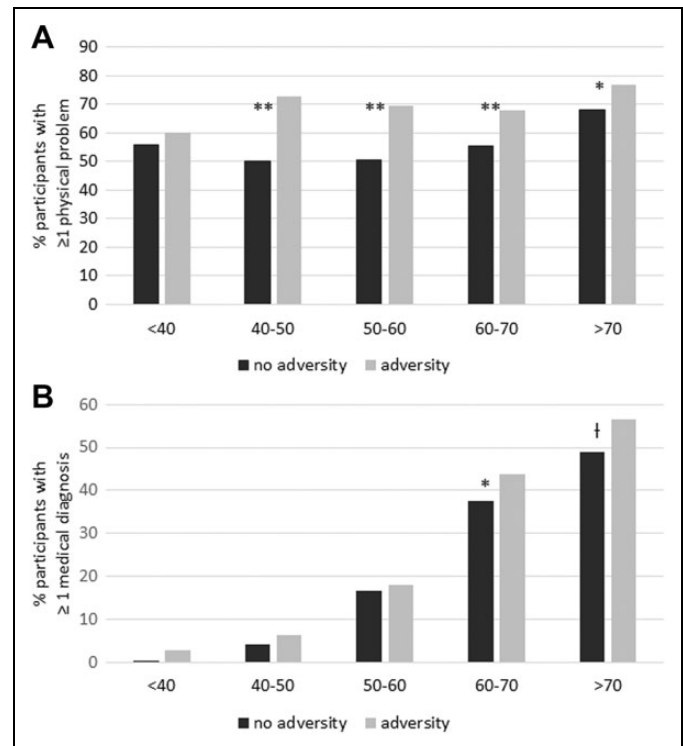 A
% participants with
≥1 physical problem
90
80
70
60
50
40
30
20
10
0
**
**
**
*
<40 40-50 50-60 60-70 >70
■ no adversity ■ adversity
B
% participants with
≥ 1 medical diagnosis
60
50
40
30
20
10
0
*
ƚ
<40 40-50 50-60 60-70 >70
■ no adversity ■ adversity